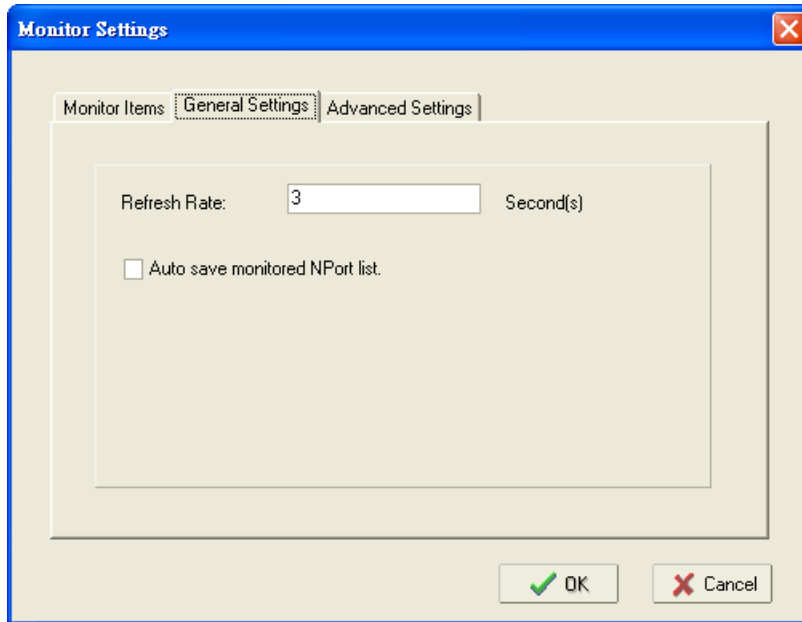 Monitor Settings
Monitor Items General Settings Advanced Settings
Refresh Rate: 3 Second(s)
Auto save monitored NPort list.
OK Cancel